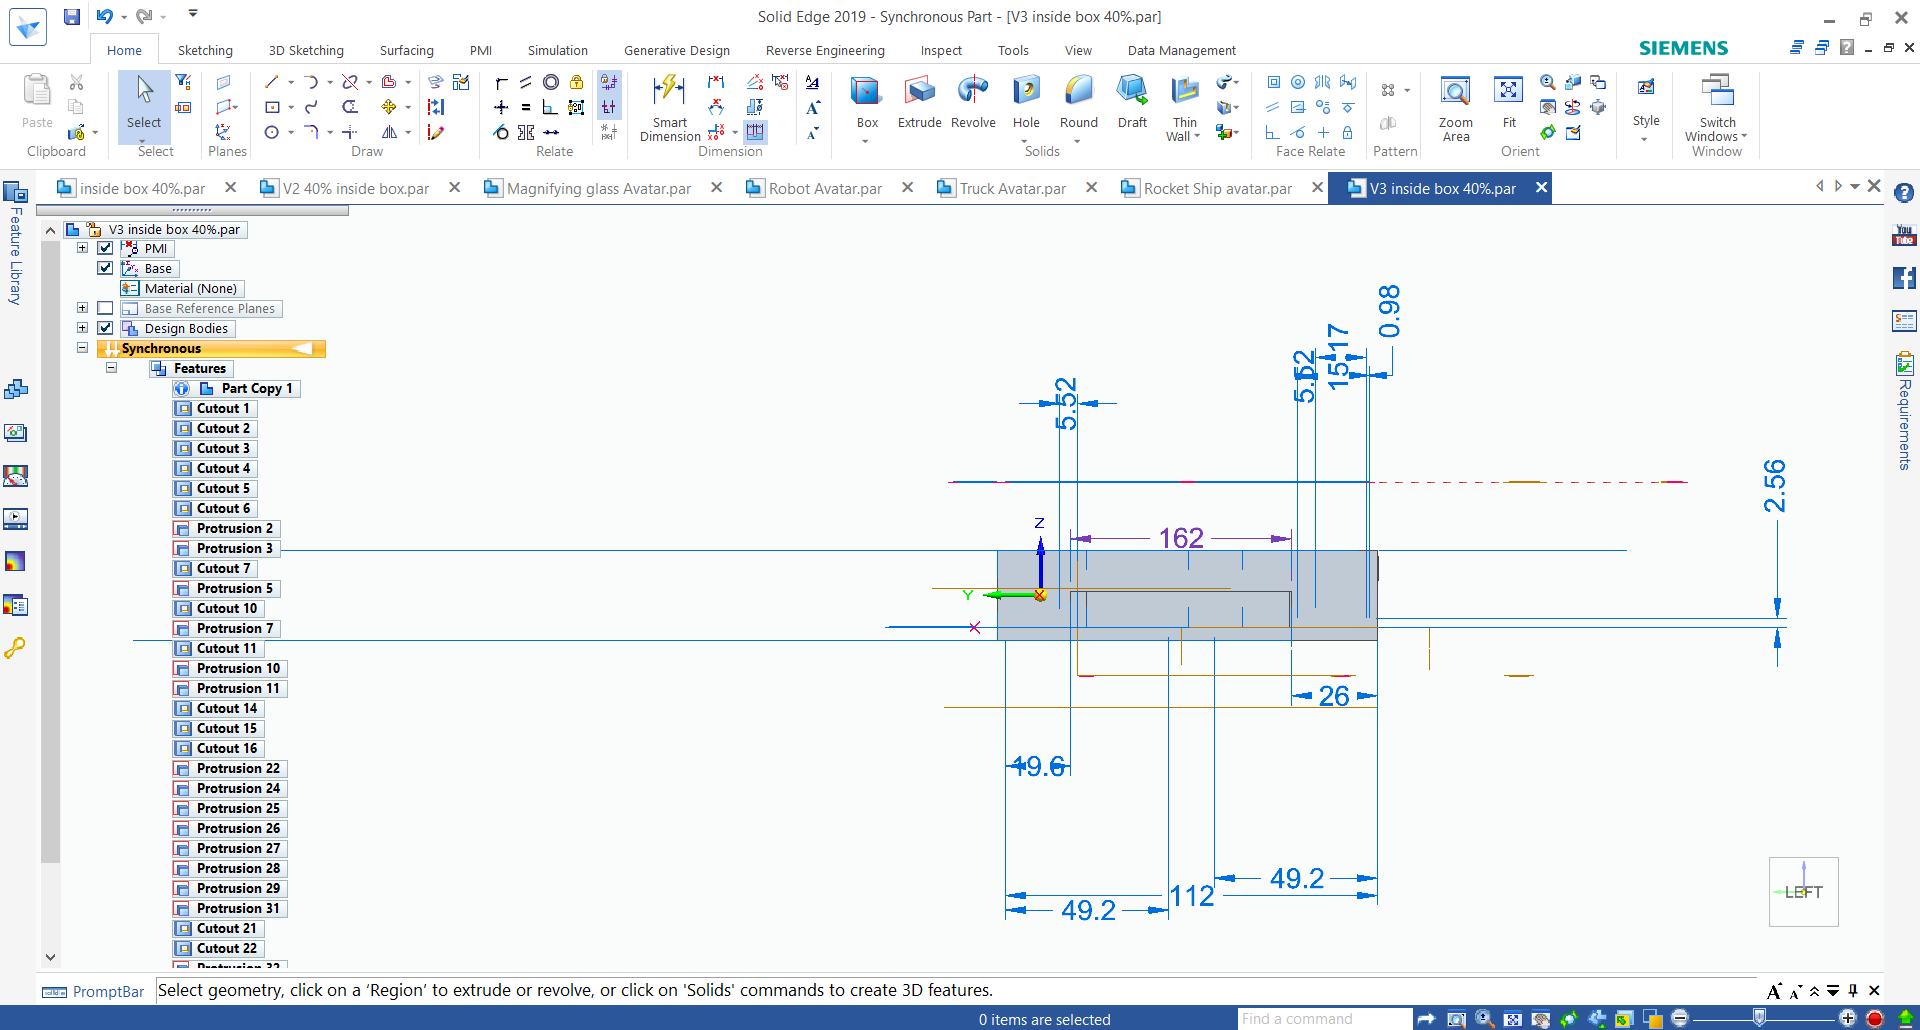 Solid Edge 2019 - Synchronous Part - [V3 inside box 40%.par]
Home
Sketching
3D Sketching
Surfacing
PMI
Simulation
Generative Design
Reverse Engineering
Inspect
Tools
View
Data Management
SIEMENS
Paste
Clipboard
Select
Select
Planes
Draw
Relate
Smart
Dimension
Dimension
Box
Extrude
Revolve
Hole
Round
Draft
Thin
Wall
Solids
Face Relate
Pattern
Zoom
Area
Fit
Orient
Style
Switch
Windows
Window
inside box 40%.par
V2 40% inside box.par
Magnifying glass Avatar.par
Robot Avatar.par
Truck Avatar.par
Rocket Ship avatar.par
V3 inside box 40%.par
Feature Library
You
Tube
Requirements
V3 inside box 40%.par
PMI
Base
Material (None)
Base Reference Planes
Design Bodies
Synchronous
Features
Part Copy 1
Cutout 1
Cutout 2
Cutout 3
Cutout 4
Cutout 5
Cutout 6
Protrusion 2
Protrusion 3
Cutout 7
Protrusion 5
Cutout 10
Protrusion 7
Cutout 11
Protrusion 10
Protrusion 11
Cutout 14
Cutout 15
Cutout 16
Protrusion 22
Protrusion 24
Protrusion 25
Protrusion 26
Protrusion 27
Protrusion 28
Protrusion 29
Protrusion 31
Cutout 21
Cutout 22
Protrusion 32
0.98
15.17
5.52
5.52
2.56
162
Z
Y
X
26
19.6
49.2
112
49.2
LEFT
PromptBar
Select geometry, click on a ‘Region’ to extrude or revolve, or click on 'Solids' commands to create 3D features.
0 items are selected
Find a command